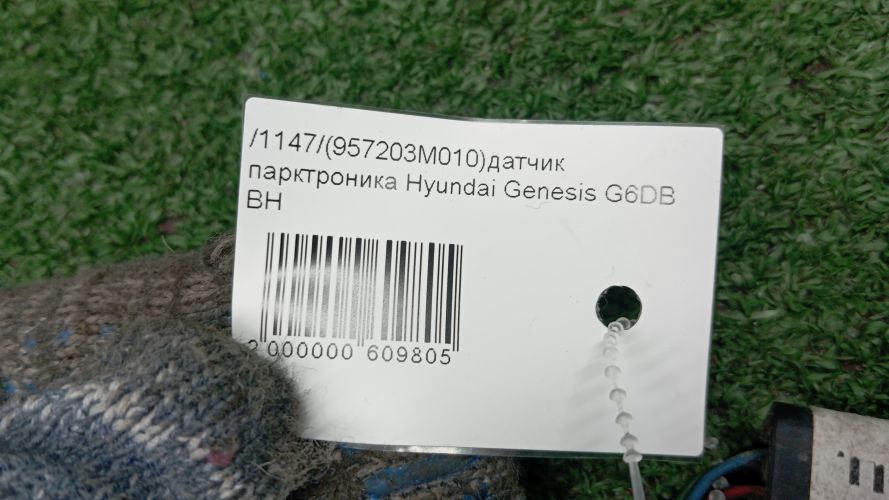 /1147/(957203M010)датчик
парктроника Hyundai Genesis G6DB
BH
2 000000 609805